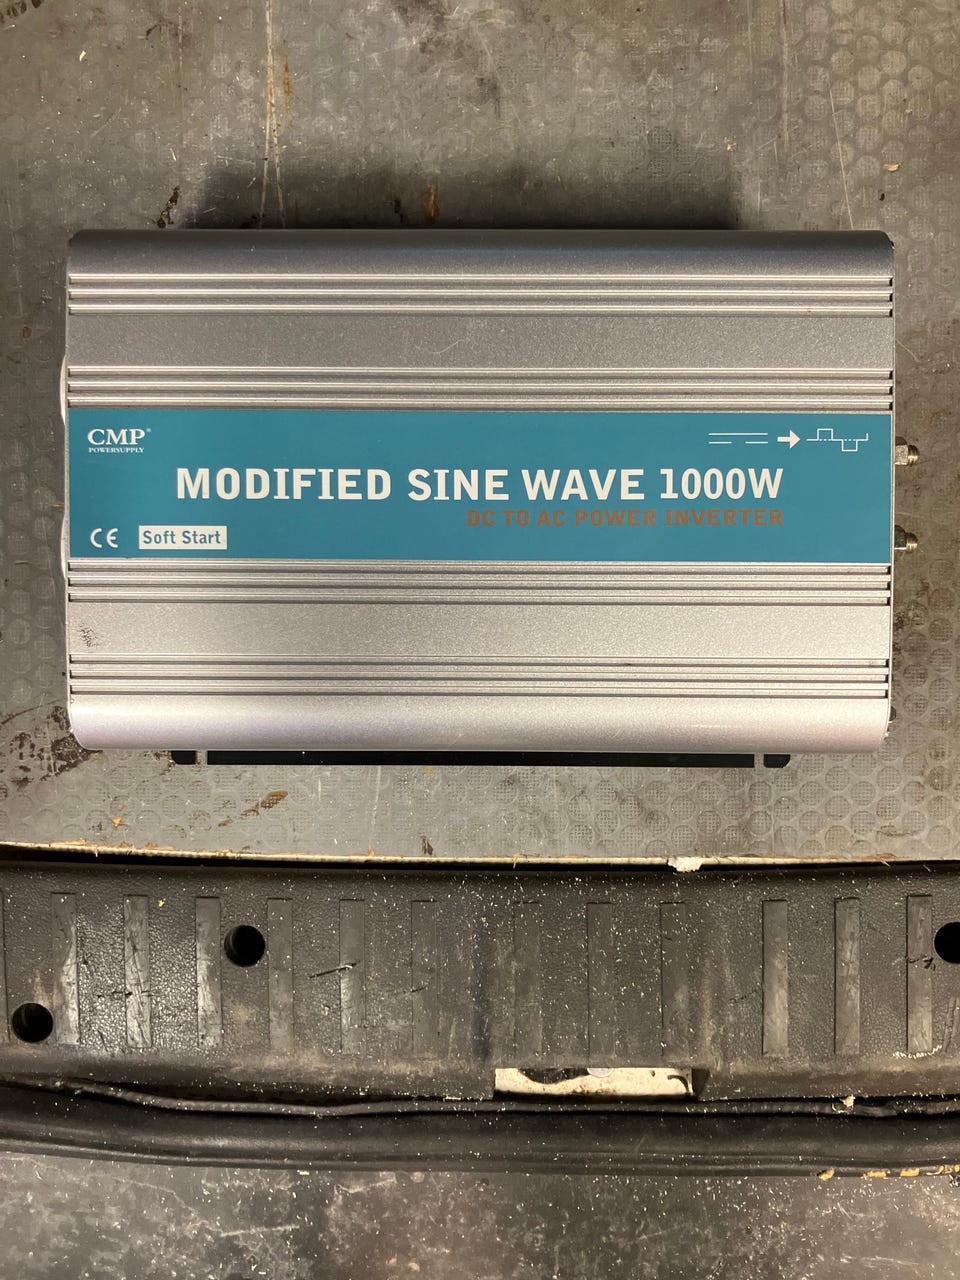 CMP®
POWERSUPPLY
MODIFIED SINE WAVE 1000W
DC TO AC POWER INVERTER
CE Soft Start